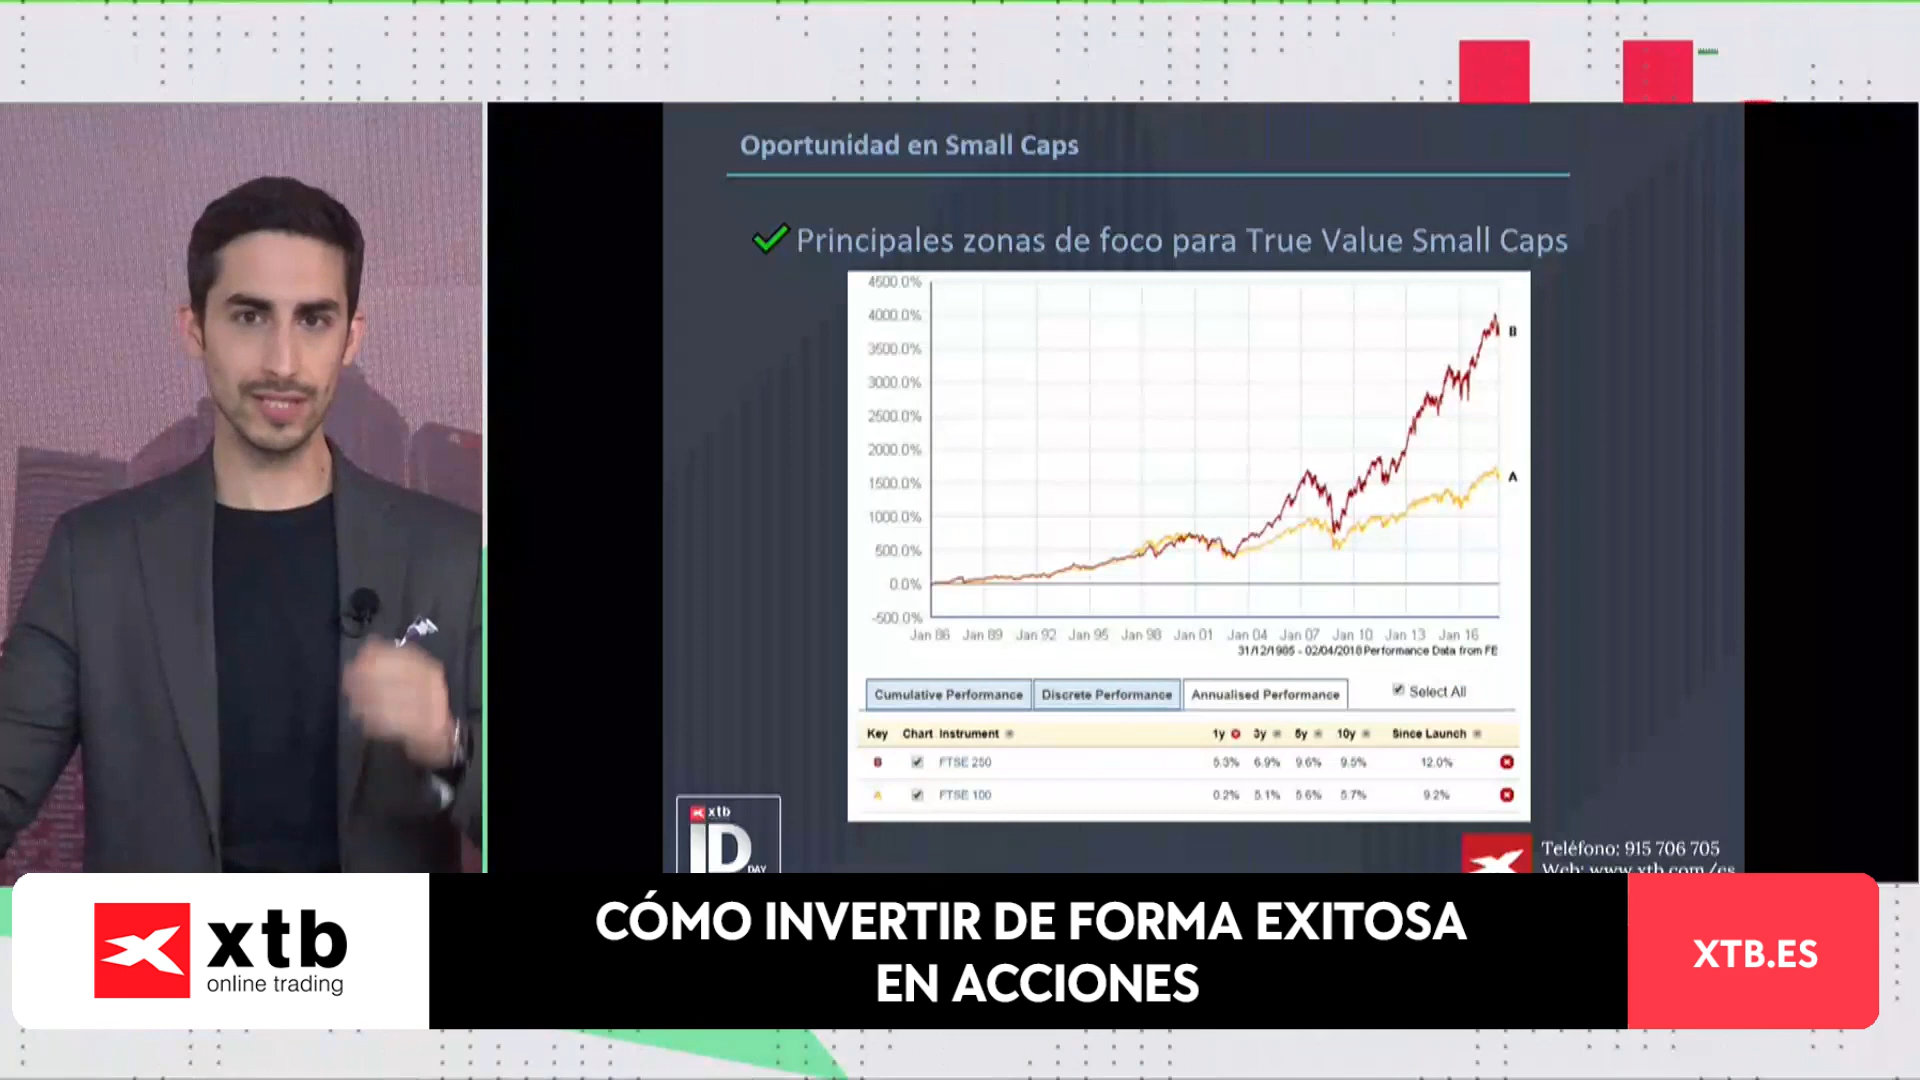 Oportunidad en Small Caps
Principales zonas de foco para True Value Small Caps
4500.0%
4000.0%
3500.0%
3000.0%
2500.0%
2000.0%
1500.0%
1000.0%
500.0%
0.0%
-500.0%
B
A
Jan 86 Jan 89 Jan 92 Jan 95 Jan 98 Jan 01 Jan 04 Jan 07 Jan 10 Jan 13 Jan 16
31/12/1985 - 02/04/2018 Performance Data from FE
Cumulative Performance Discrete Performance Annualised Performance Select All
Key Chart Instrument 1y 3y 5y 10y Since Launch
B FTSE 250 5.3% 6.9% 9.6% 9.5% 12.0%
A FTSE 100 0.2% 5.1% 5.6% 5.7% 9.2%
xtb
iD
DAY
Teléfono: 915 706 705
Web: www.xtb.com/es
xtb
online trading
CÓMO INVERTIR DE FORMA EXITOSA
EN ACCIONES
XTB.ES